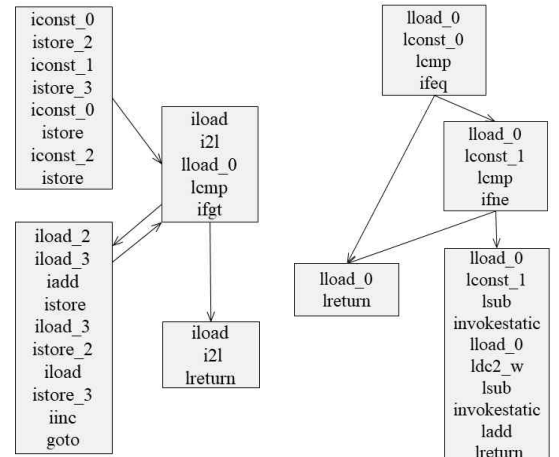 iconst_0
istore_2
iconst_1
istore_3
iconst_0
istore
iconst_2
istore
iload
i2l
lload_0
lcmp
ifgt
iload_2
iload_3
iadd
istore
iload_3
istore_2
iload
istore_3
iinc
goto
iload
i2l
lreturn
lload_0
lconst_0
lcmp
ifeq
lload_0
lconst_1
lcmp
ifne
lload_0
lreturn
lload_0
lconst_1
lsub
invokestatic
lload_0
ldc2_w
lsub
invokestatic
ladd
lreturn